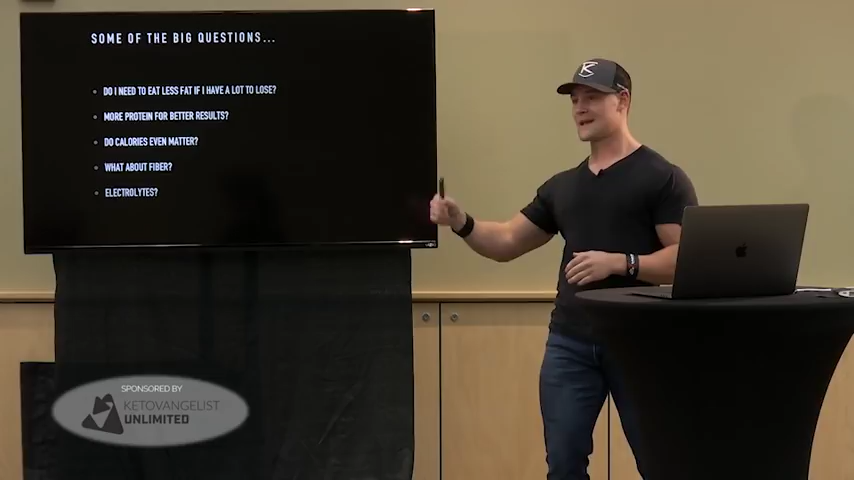 SOME OF THE BIG QUESTIONS...
DO I NEED TO EAT LESS FAT IF I HAVE A LOT TO LOSE?
MORE PROTEIN FOR BETTER RESULTS?
DO CALORIES EVEN MATTER?
WHAT ABOUT FIBER?
ELECTROLYTES?
SPONSORED BY
KETOVANGELIST
UNLIMITED